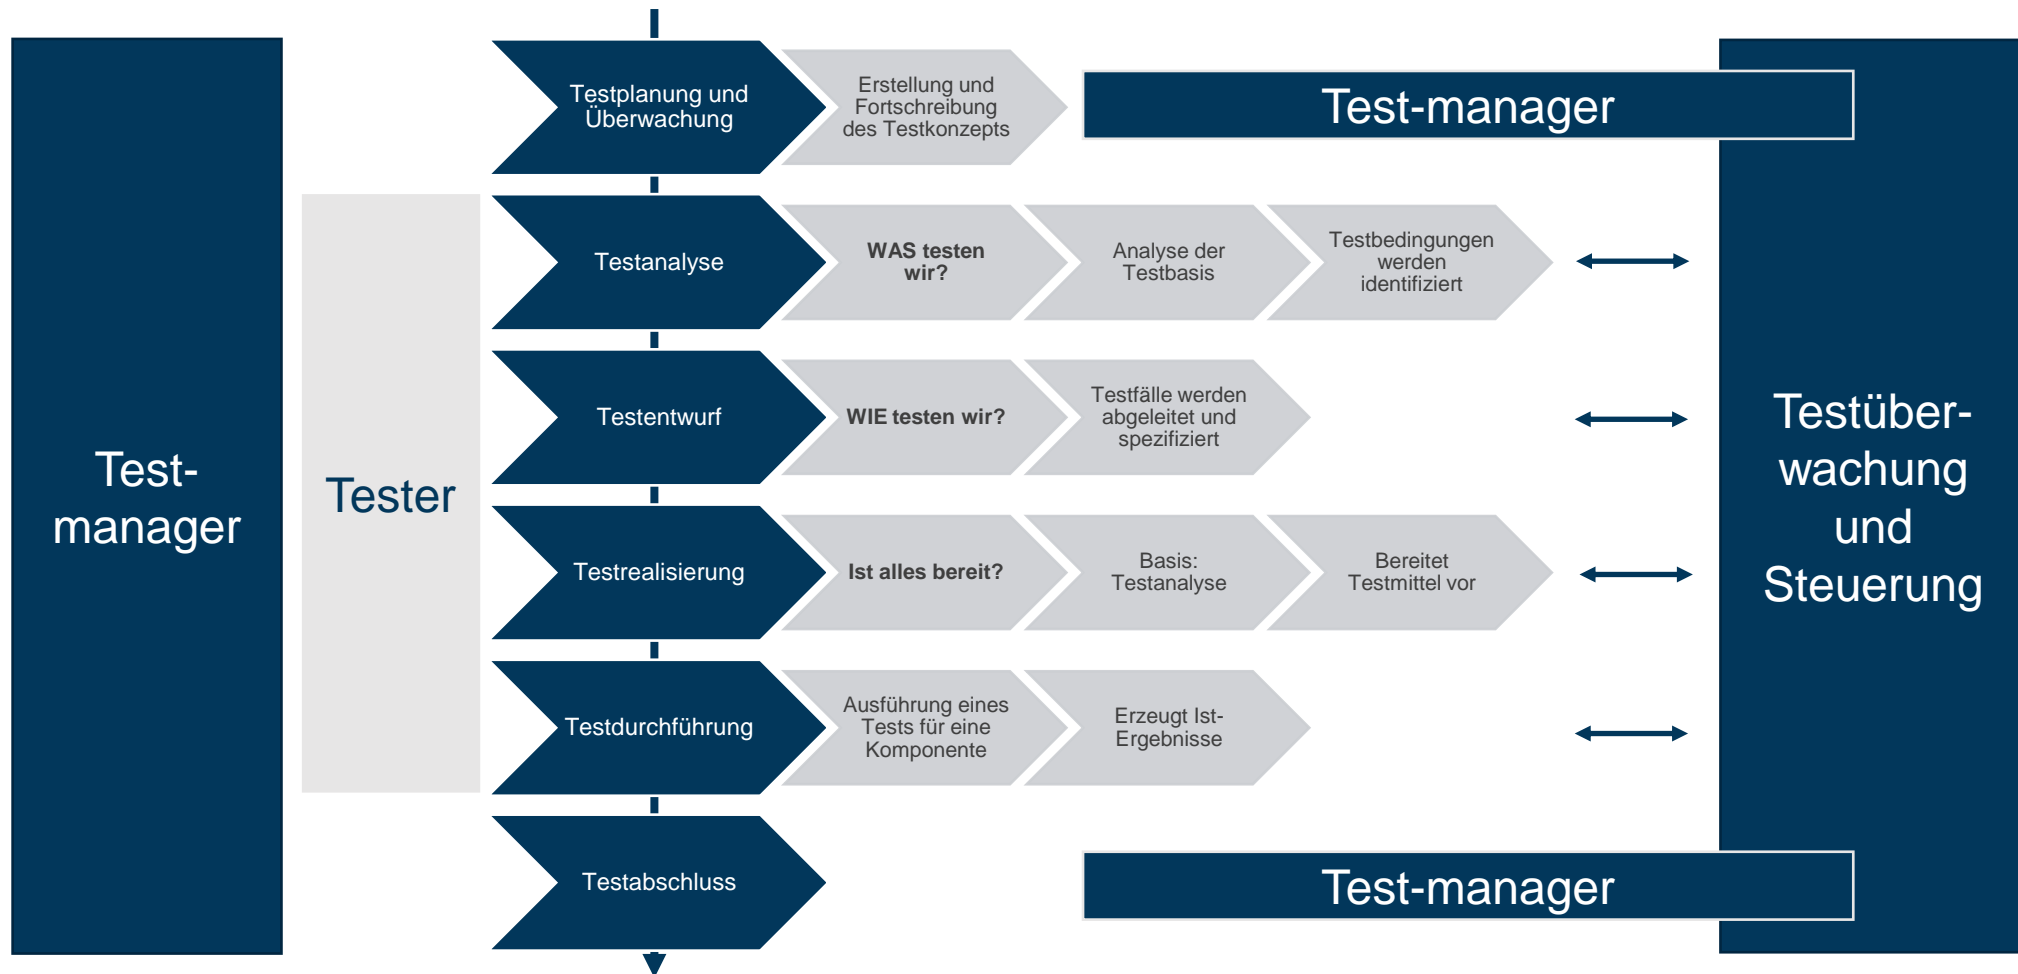 Test-
manager
Tester
Testplanung und
Überwachung
Erstellung und
Fortschreibung
des Testkonzepts
Test-manager
Testanalyse
WAS testen
wir?
Analyse der
Testbasis
Testbedingungen
werden
identifiziert
Testentwurf
WIE testen wir?
Testfälle werden
abgeleitet und
spezifiziert
Testrealisierung
Ist alles bereit?
Basis:
Testanalyse
Bereitet
Testmittel vor
Testdurchführung
Ausführung eines
Tests für eine
Komponente
Erzeugt Ist-
Ergebnisse
Testabschluss
Test-manager
Testüber-
wachung
und
Steuerung